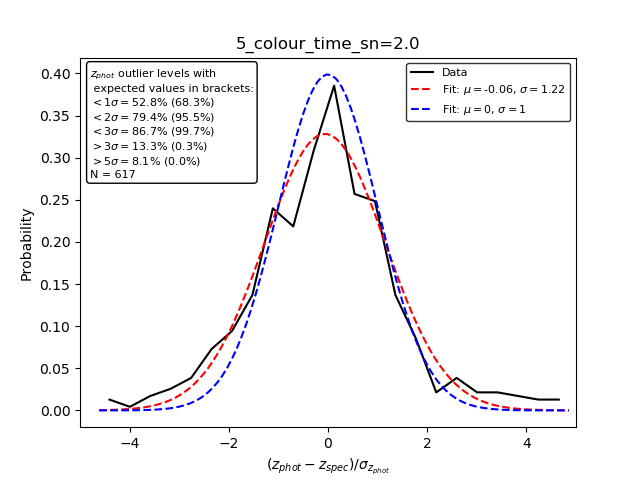 5_colour_time_sn=2.0
z_phot outlier levels with
expected values in brackets:
< 1σ = 52.8% (68.3%)
< 2σ = 79.4% (95.5%)
< 3σ = 86.7% (99.7%)
> 3σ = 13.3% (0.3%)
> 5σ = 8.1% (0.0%)
N = 617
Data
Fit: μ = -0.06, σ = 1.22
Fit: μ = 0, σ = 1
Probability
0.40
0.35
0.30
0.25
0.20
0.15
0.10
0.05
0.00
−4 −2 0 2 4
(z_phot − z_spec)/σ_z_phot